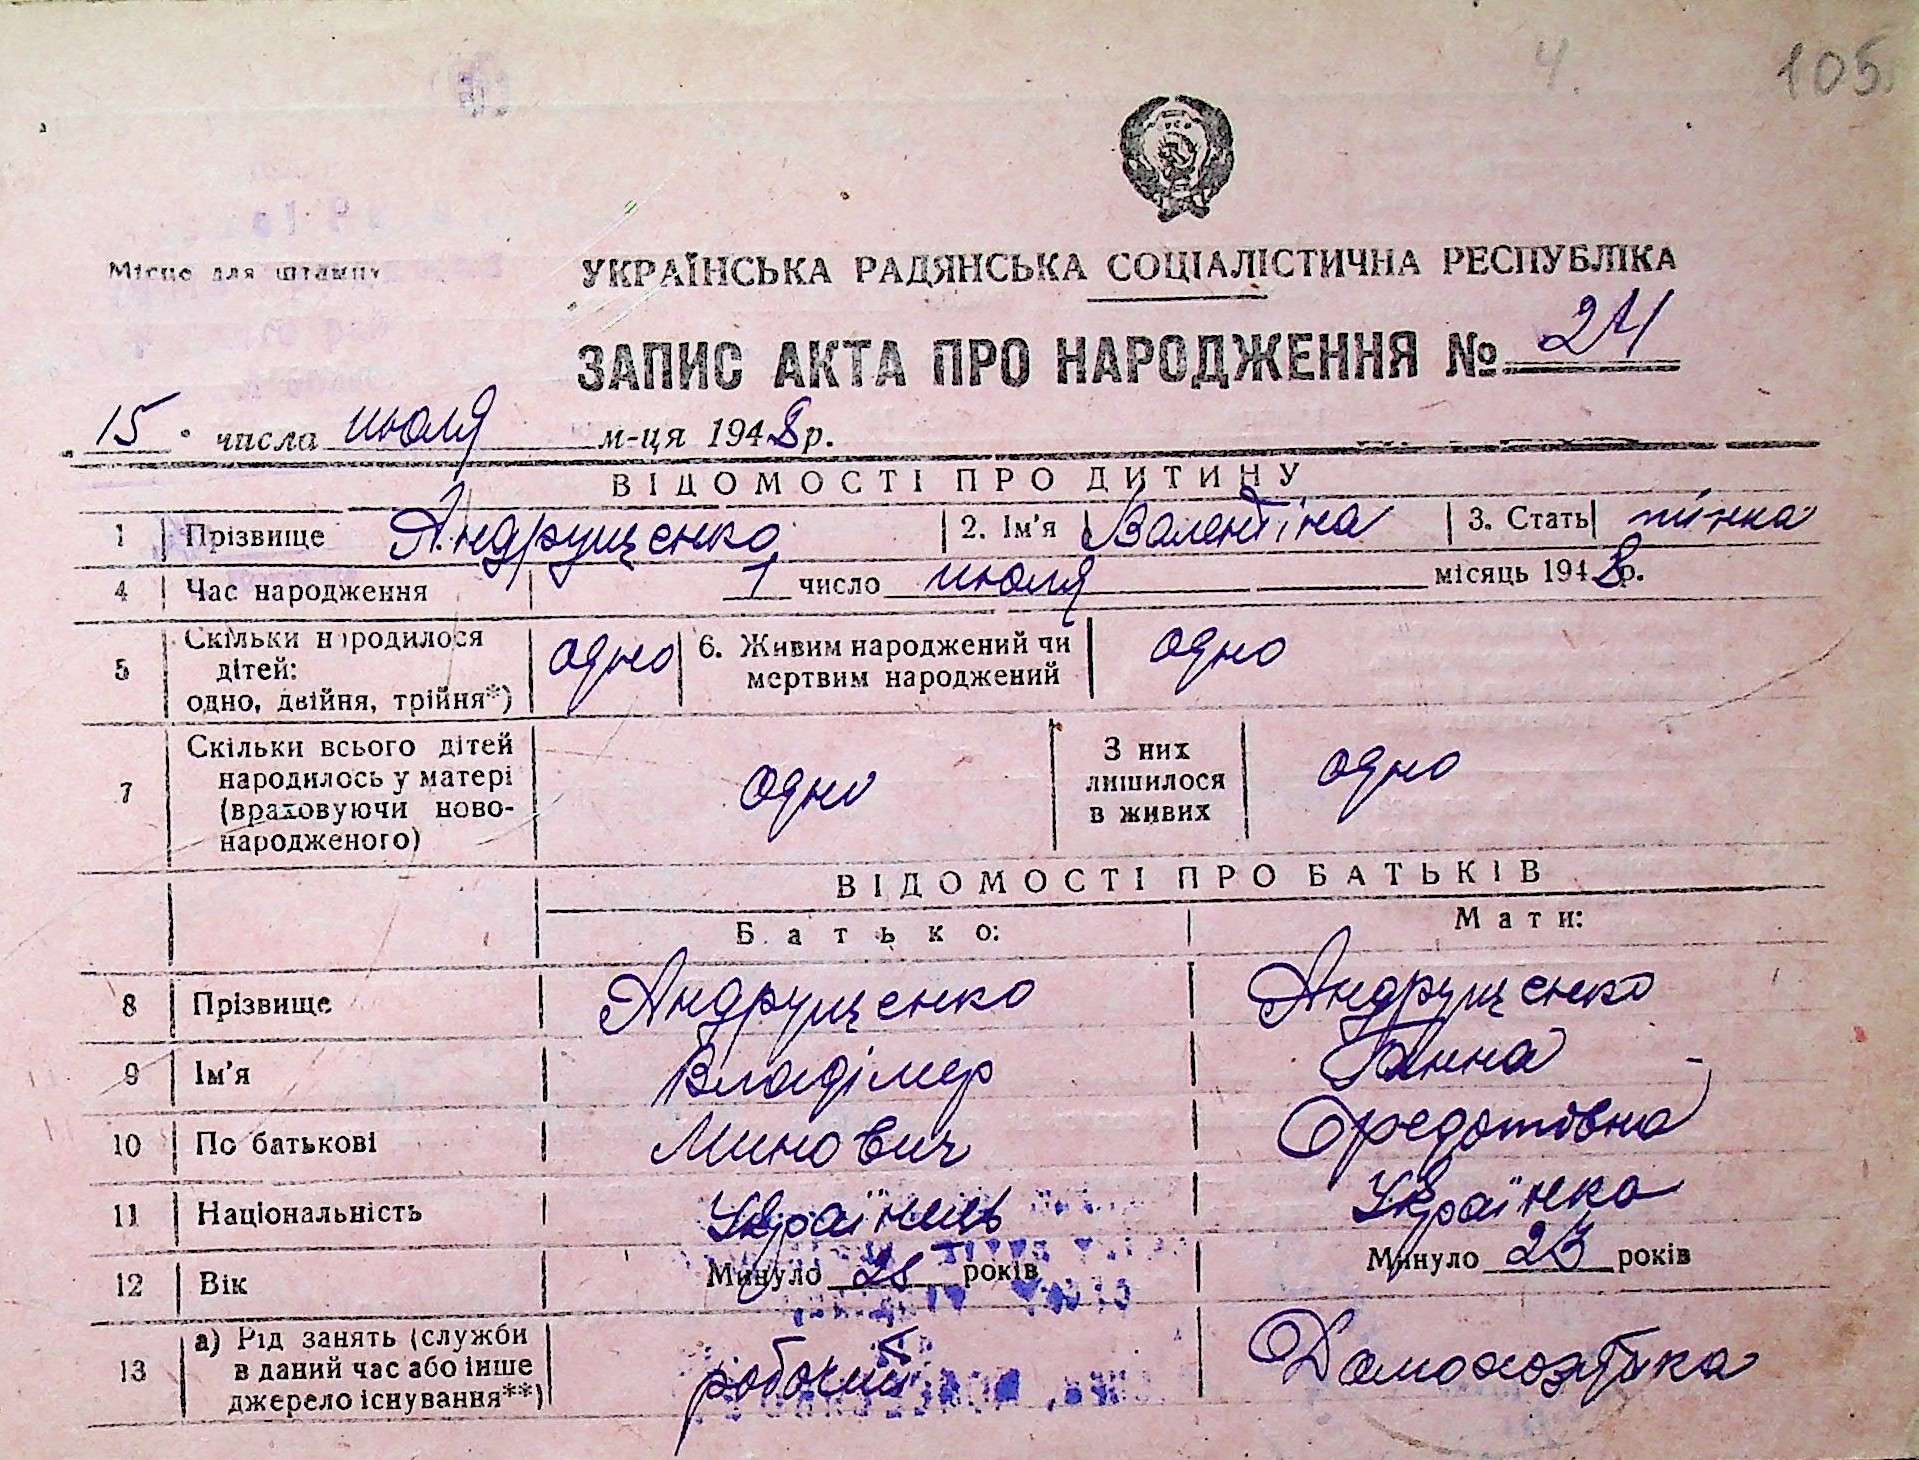 105.
Місце для штампу
УКРАЇНСЬКА РАДЯНСЬКА СОЦІАЛІСТИЧНА РЕСПУБЛІКА
ЗАПИС АКТА ПРО НАРОДЖЕННЯ №
15 числа июля м-ця 1948 р.
ВІДОМОСТІ ПРО ДИТИНУ
1 Прізвище Андрущенко 2. Ім'я Валентіна 3. Стать
4 Час народження 1 число июля місяць 1948 р.
5 Скільки народилося дітей: одно, двійня, трійня*) одно 6. Живим народжений чи мертвим народжений одно
7 Скільки всього дітей народилось у матері (враховуючи новонародженого) одно З них лишилося в живих одно
ВІДОМОСТІ ПРО БАТЬКІВ
Батько: Мати:
8 Прізвище Андрущенко Андрущенко
9 Ім'я Владімер Ганна
10 По батькові Минович Федотовна
11 Національність Українець Українка
12 Вік Минуло років Минуло 23 років
13 а) Рід занять (служби в даний час або інше джерело існування**) робочий Домохозяйка